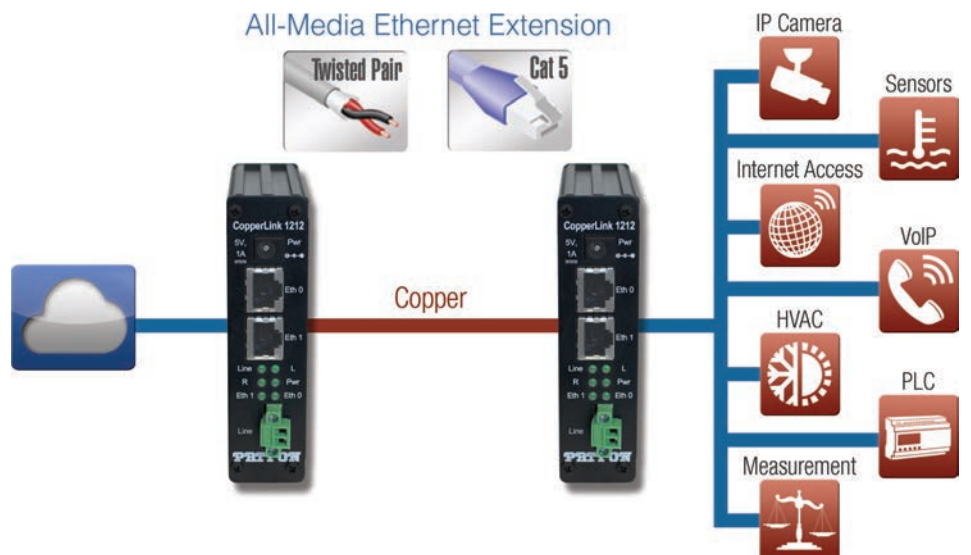 All-Media Ethernet Extension
Twisted Pair
Cat 5
CopperLink 1212
5V,
1A
Pwr
Eth 0
Eth 1
Line
L
R
Pwr
Eth 1
Eth 0
Line
PATTON
Copper
CopperLink 1212
5V,
1A
Pwr
Eth 0
Eth 1
Line
L
R
Pwr
Eth 1
Eth 0
Line
PATTON
IP Camera
Sensors
Internet Access
VoIP
HVAC
PLC
Measurement